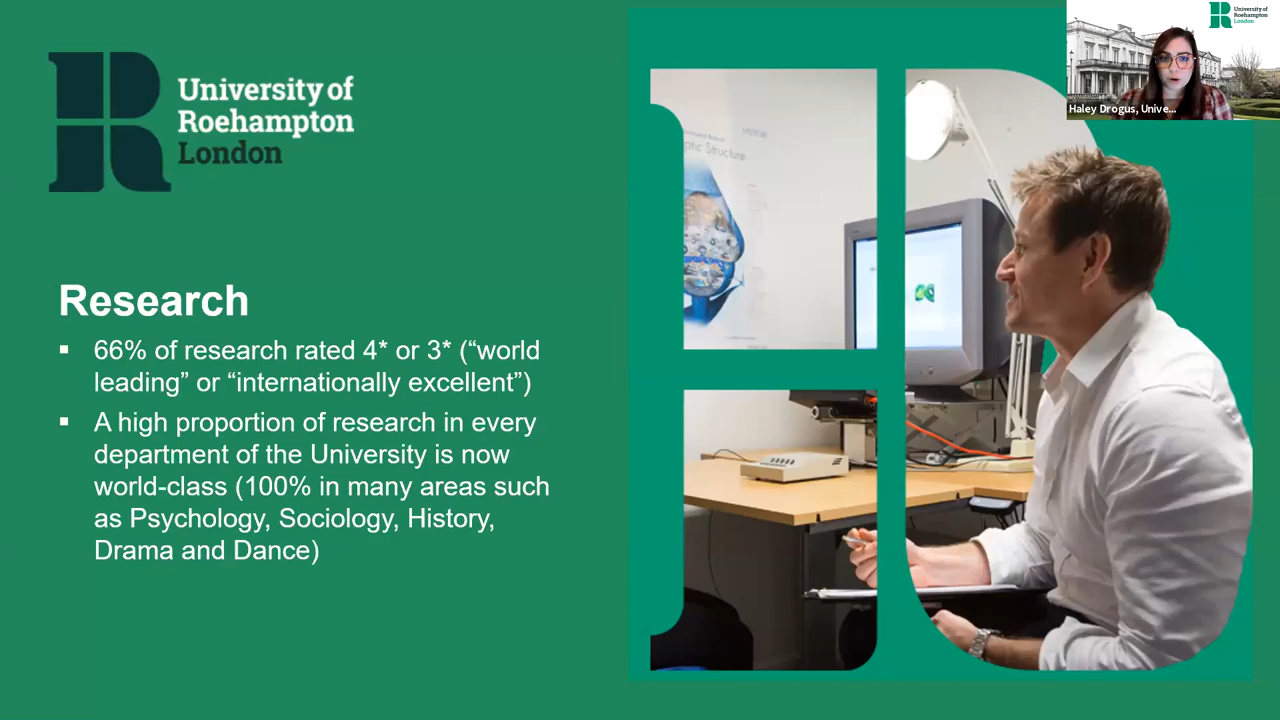 University of
Roehampton
London
Research
▪ 66% of research rated 4* or 3* (“world
leading” or “internationally excellent”)
▪ A high proportion of research in every
department of the University is now
world-class (100% in many areas such
as Psychology, Sociology, History,
Drama and Dance)
ptic Structure
University of
Roehampton
London
Haley Drogus, Unive...